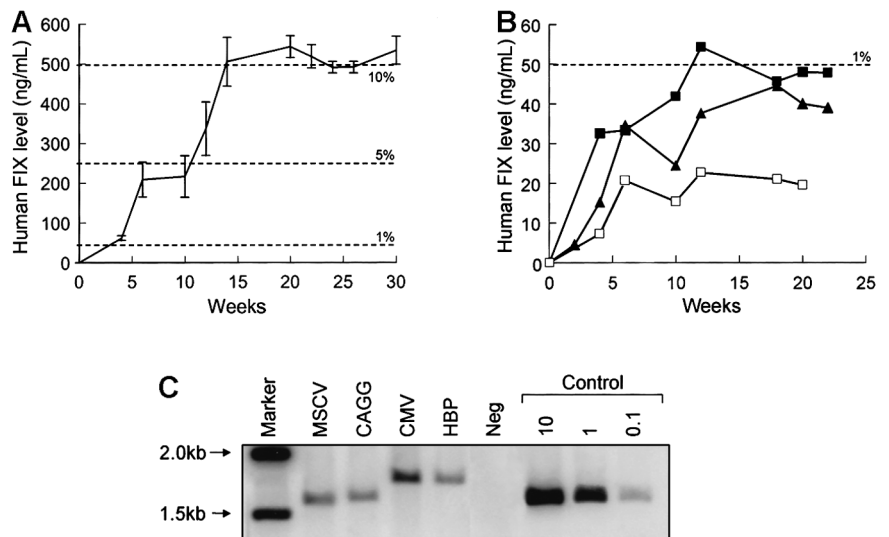 A
Human FIX level (ng/mL)
600
500
400
300
200
100
0
10%
5%
1%
0 5 10 15 20 25 30
Weeks
B
Human FIX level (ng/mL)
60
50
40
30
20
10
0
1%
0 5 10 15 20 25
Weeks
C
Marker
MSCV
CAGG
CMV
HBP
Neg
Control
10
1
0.1
2.0kb
1.5kb